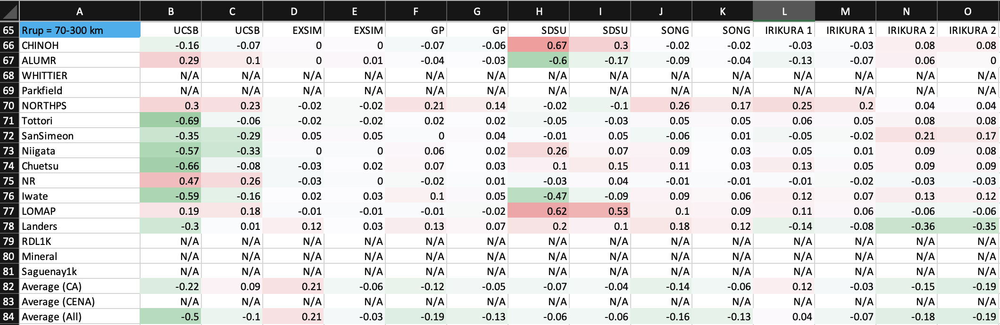 A B C D E F G H I J K L M N O
65 Rrup = 70-300 km UCSB UCSB EXSIM EXSIM GP GP SDSU SDSU SONG SONG IRIKURA 1 IRIKURA 1 IRIKURA 2 IRIKURA 2
66 CHINOH -0.16 -0.07 0 0 -0.07 -0.06 0.67 0.3 -0.02 -0.02 -0.03 -0.03 0.08 0.08
67 ALUMR 0.29 0.1 0 0.01 -0.04 -0.03 -0.6 -0.17 -0.09 -0.04 -0.13 -0.07 0.06 0
68 WHITTIER N/A N/A N/A N/A N/A N/A N/A N/A N/A N/A N/A N/A N/A N/A
69 Parkfield N/A N/A N/A N/A N/A N/A N/A N/A N/A N/A N/A N/A N/A N/A
70 NORTHPS 0.3 0.23 -0.02 -0.02 0.21 0.14 -0.02 -0.1 0.26 0.17 0.25 0.2 0.04 0.04
71 Tottori -0.69 -0.06 -0.02 -0.02 0.02 0.02 -0.05 -0.03 0.05 0.05 0.06 0.05 0.08 0.08
72 SanSimeon -0.35 -0.29 0.05 0.05 0 0.04 -0.01 0.05 -0.06 0.01 -0.05 -0.02 0.21 0.17
73 Niigata -0.57 -0.33 0 0 0.06 0.02 0.26 0.07 0.09 0.03 0.05 0.01 0.09 0.08
74 Chuetsu -0.66 -0.08 -0.03 0.02 0.07 0.03 0.1 0.15 0.11 0.03 0.13 0.05 0.09 0.09
75 NR 0.47 0.26 -0.03 0 -0.02 0.01 -0.03 0.04 -0.01 -0.01 -0.01 -0.02 -0.03 -0.03
76 Iwate -0.59 -0.16 0.02 0.03 0.1 0.05 -0.47 -0.09 0.09 0.06 0.12 0.07 0.13 0.12
77 LOMAP 0.19 0.18 -0.01 -0.01 -0.01 -0.02 0.62 0.53 0.1 0.09 0.11 0.06 -0.06 -0.06
78 Landers -0.3 0.01 0.12 0.03 0.13 0.07 0.2 0.1 0.18 0.12 -0.14 -0.08 -0.36 -0.35
79 RDL1K N/A N/A N/A N/A N/A N/A N/A N/A N/A N/A N/A N/A N/A N/A
80 Mineral N/A N/A N/A N/A N/A N/A N/A N/A N/A N/A N/A N/A N/A N/A
81 Saguenay1k N/A N/A N/A N/A N/A N/A N/A N/A N/A N/A N/A N/A N/A N/A
82 Average (CA) -0.22 0.09 0.21 -0.06 -0.12 -0.05 -0.07 -0.04 -0.14 -0.06 0.12 -0.03 -0.15 -0.19
83 Average (CENA) N/A N/A N/A N/A N/A N/A N/A N/A N/A N/A N/A N/A N/A N/A
84 Average (All) -0.5 -0.1 0.21 -0.03 -0.19 -0.13 -0.06 -0.06 -0.16 -0.13 0.04 -0.07 -0.18 -0.19